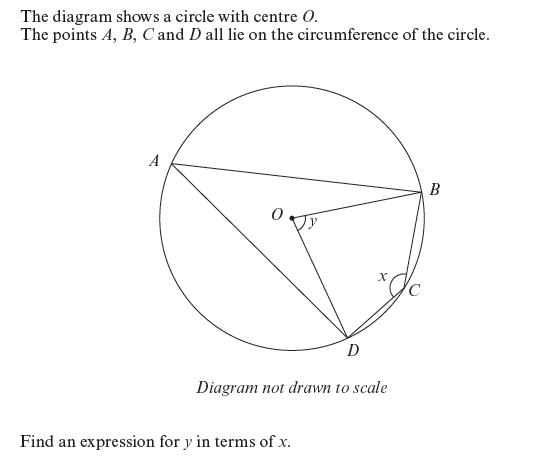 The diagram shows a circle with centre O.
The points A, B, C and D all lie on the circumference of the circle.
A
B
O
y
x
C
D
Diagram not drawn to scale
Find an expression for y in terms of x.